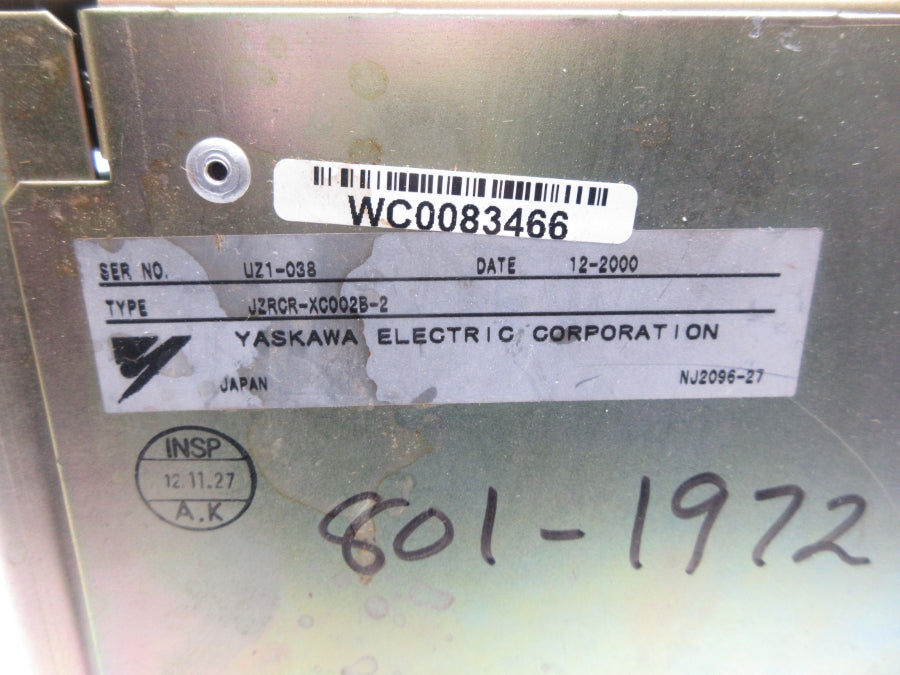 WC0083466
SER NO. UZ1-038 DATE 12-2000
TYPE JZRCR-XC002B-2
YASKAWA ELECTRIC CORPORATION
JAPAN NJ2096-27
INSP
12.11.27
A.K
801-1972